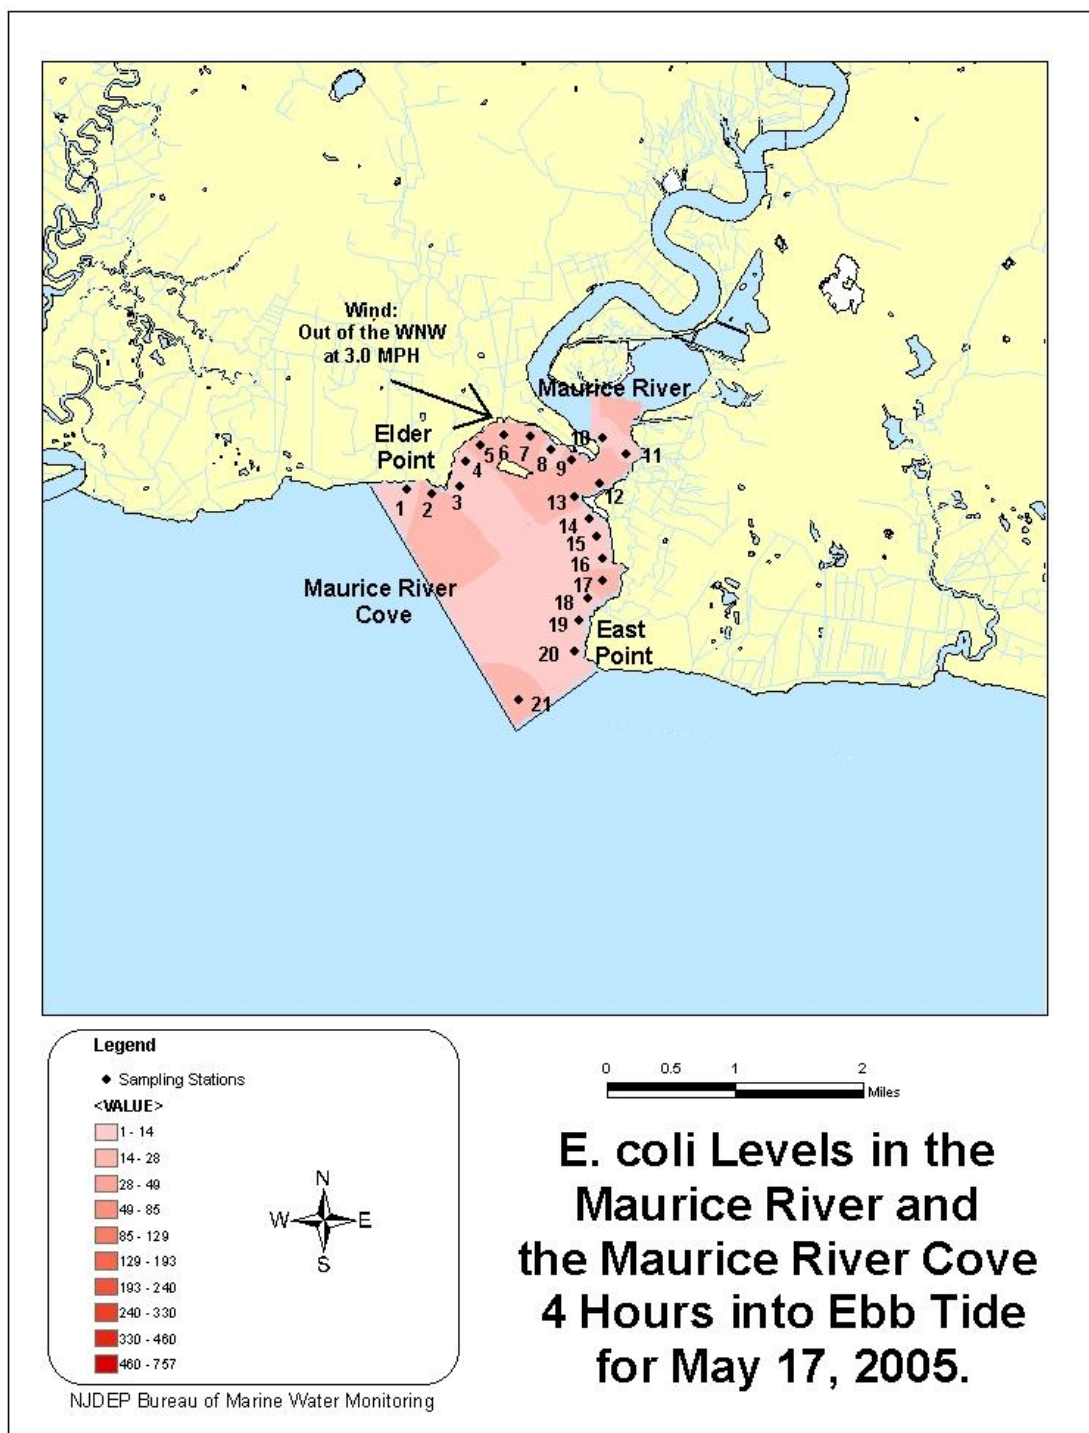 Wind:
Out of the WNW
at 3.0 MPH
Maurice River
Elder
Point
1
2
3
4
5
6
7
8
9
10
11
12
13
14
15
16
17
18
19
20
21
Maurice River
Cove
East
Point
Legend
Sampling Stations
<VALUE>
1 - 14
14 - 28
28 - 49
49 - 85
85 - 129
129 - 193
193 - 240
240 - 330
330 - 460
460 - 757
N
W E
S
NJDEP Bureau of Marine Water Monitoring
0 0.5 1 2
Miles
E. coli Levels in the
Maurice River and
the Maurice River Cove
4 Hours into Ebb Tide
for May 17, 2005.